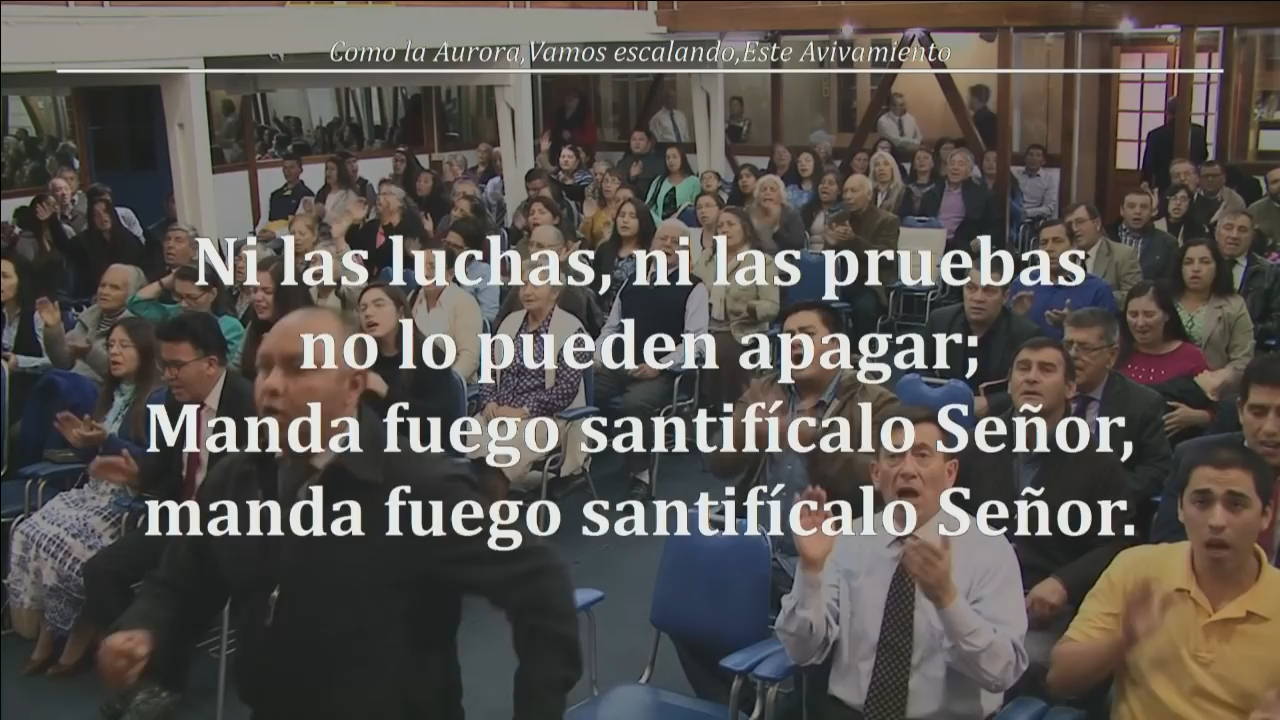 Como la Aurora,Vamos escalando,Este Avivamiento
Ni las luchas, ni las pruebas
no lo pueden apagar;
Manda fuego santifícalo Señor,
manda fuego santifícalo Señor.